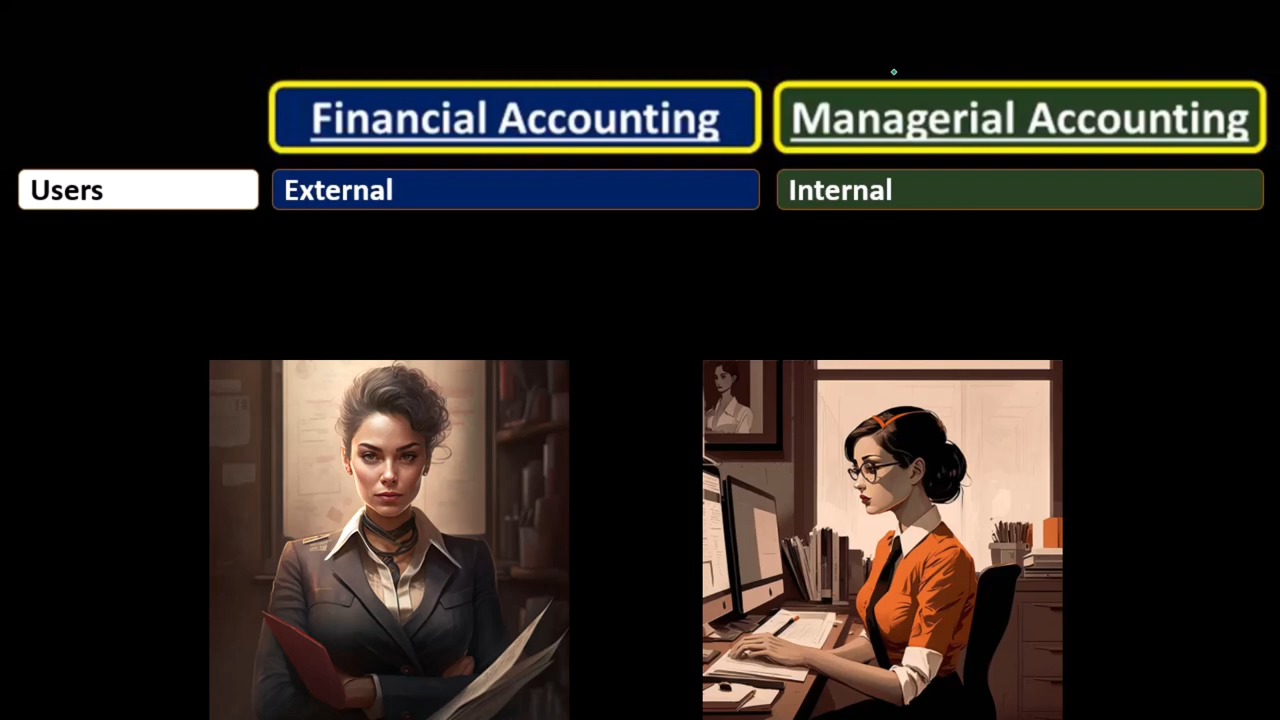 Financial Accounting
Managerial Accounting
Users
External
Internal